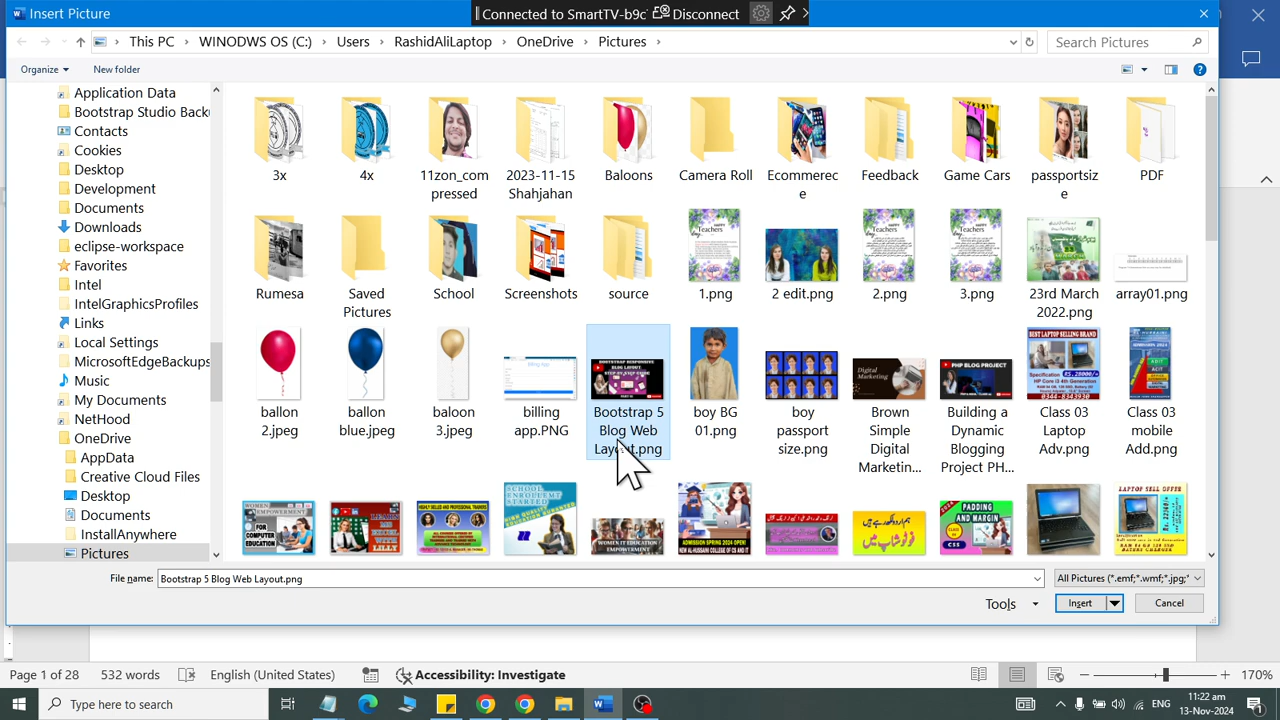 Insert Picture
Connected to SmartTV-b9c Disconnect
This PC > WINODWS OS (C:) > Users > RashidAliLaptop > OneDrive > Pictures >
Search Pictures
Organize
New folder
Application Data
Bootstrap Studio Backu
Contacts
Cookies
Desktop
Development
Documents
Downloads
eclipse-workspace
Favorites
Intel
IntelGraphicsProfiles
Links
Local Settings
MicrosoftEdgeBackups
Music
My Documents
NetHood
OneDrive
AppData
Creative Cloud Files
Desktop
Documents
InstallAnywhere
Pictures
3x
4x
11zon_com
pressed
2023-11-15
Shahjahan
Baloons
Camera Roll
Ecommerec
e
Feedback
Game Cars
passportsiz
e
PDF
Rumesa
Saved
Pictures
School
Screenshots
source
1.png
2 edit.png
2.png
3.png
23rd March
2022.png
array01.png
ballon
2.jpeg
ballon
blue.jpeg
baloon
3.jpeg
billing
app.PNG
Bootstrap 5
Blog Web
Layout.png
boy BG
01.png
boy
passport
size.png
Brown
Simple
Digital
Marketin...
Building a
Dynamic
Blogging
Project PH...
Class 03
Laptop
Adv.png
Class 03
mobile
Add.png
File name:
Bootstrap 5 Blog Web Layout.png
All Pictures (*.emf;*.wmf;*.jpg;*
Tools
Insert
Cancel
Page 1 of 28
532 words
English (United States)
Accessibility: Investigate
170%
Type here to search
ENG
11:22 am
13-Nov-2024